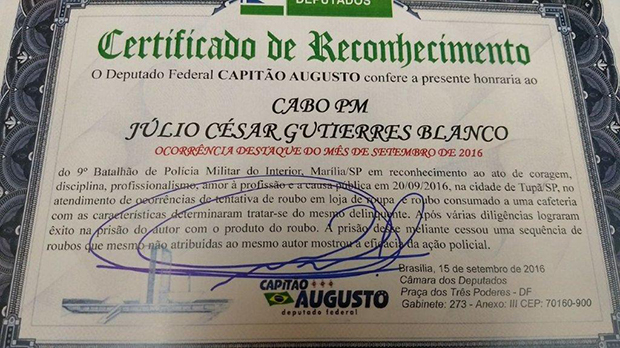 DEPUTADOS
Certificado de Reconhecimento
O Deputado Federal CAPITÃO AUGUSTO confere a presente honraria ao
CABO PM
JÚLIO CÉSAR GUTIERRES BLANCO
OCORRÊNCIA DESTAQUE DO MÊS DE SETEMBRO DE 2016
do 9º Batalhão de Polícia Militar do Interior, Marília/SP em reconhecimento ao ato de coragem,
disciplina, profissionalismo, amor à profissão e a causa pública em 20/09/2016, na cidade de Tupã/SP, no
atendimento de ocorrências de tentativa de roubo em loja de roupa e roubo consumado a uma cafeteria
com as características determinaram tratar-se do mesmo delinquente. Após várias diligências lograram
êxito na prisão do autor com o produto do roubo. A prisão desse meliante cessou uma sequência de
roubos que mesmo não atribuídas ao mesmo autor mostrou a eficácia da ação policial.
Brasília, 15 de setembro de 2016
Câmara dos Deputados
Praça dos Três Poderes - DF
Gabinete: 273 - Anexo: III CEP: 70160-900
CAPITÃO
AUGUSTO
deputado federal